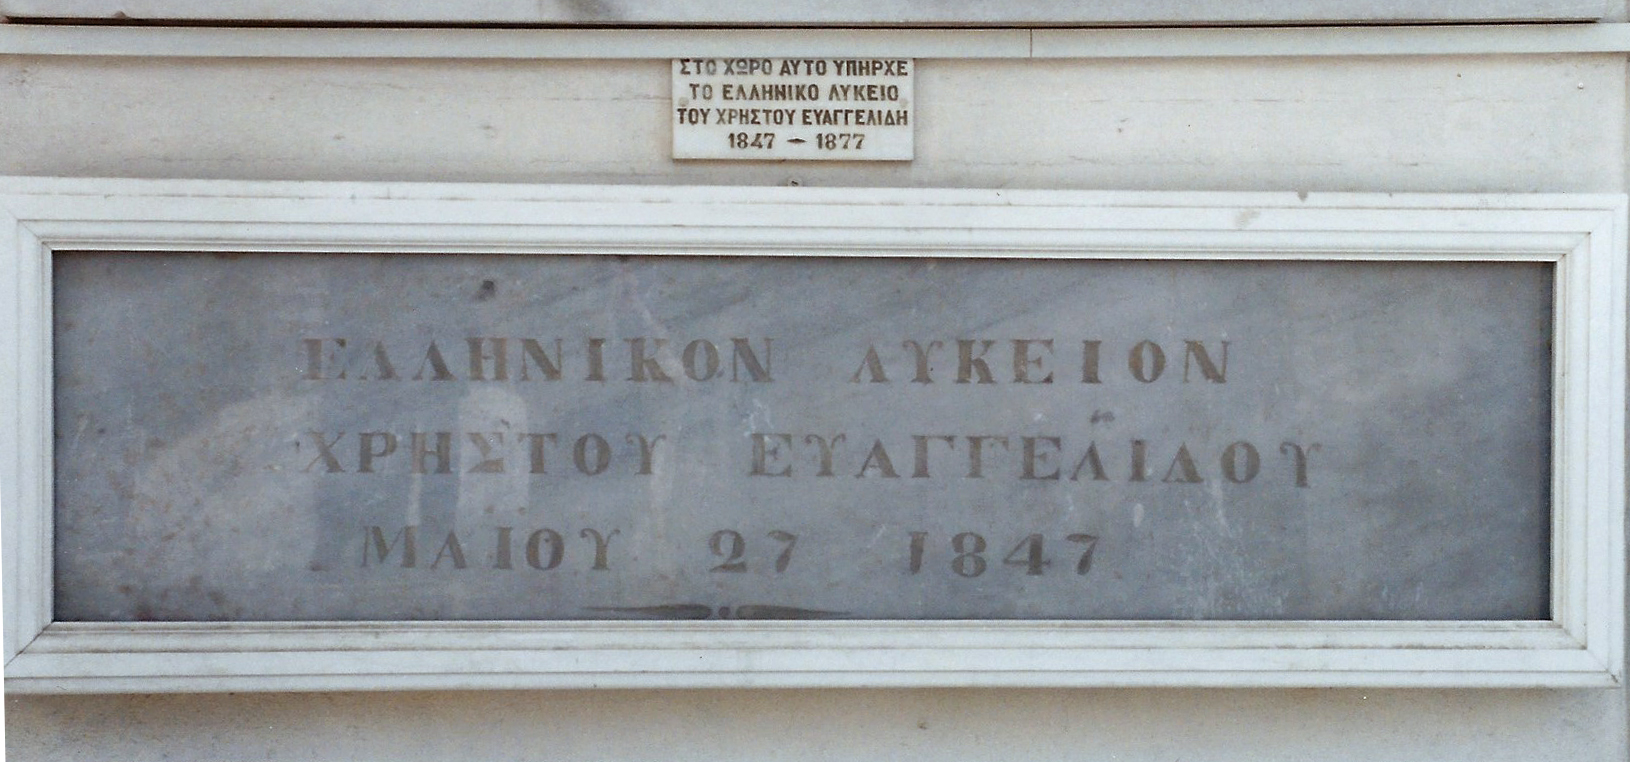 ΣΤΟ ΧΩΡΟ ΑΥΤΟ ΥΠΗΡΧΕ
ΤΟ ΕΛΛΗΝΙΚΟ ΛΥΚΕΙΟ
ΤΟΥ ΧΡΗΣΤΟΥ ΕΥΑΓΓΕΛΙΔΗ
1847 – 1877
ΕΛΛΗΝΙΚΟΝ ΛΥΚΕΙΟΝ
ΧΡΗΣΤΟΥ ΕΥΑΓΓΕΛΙΔΟΥ
ΜΑΙΟΥ 27 1847